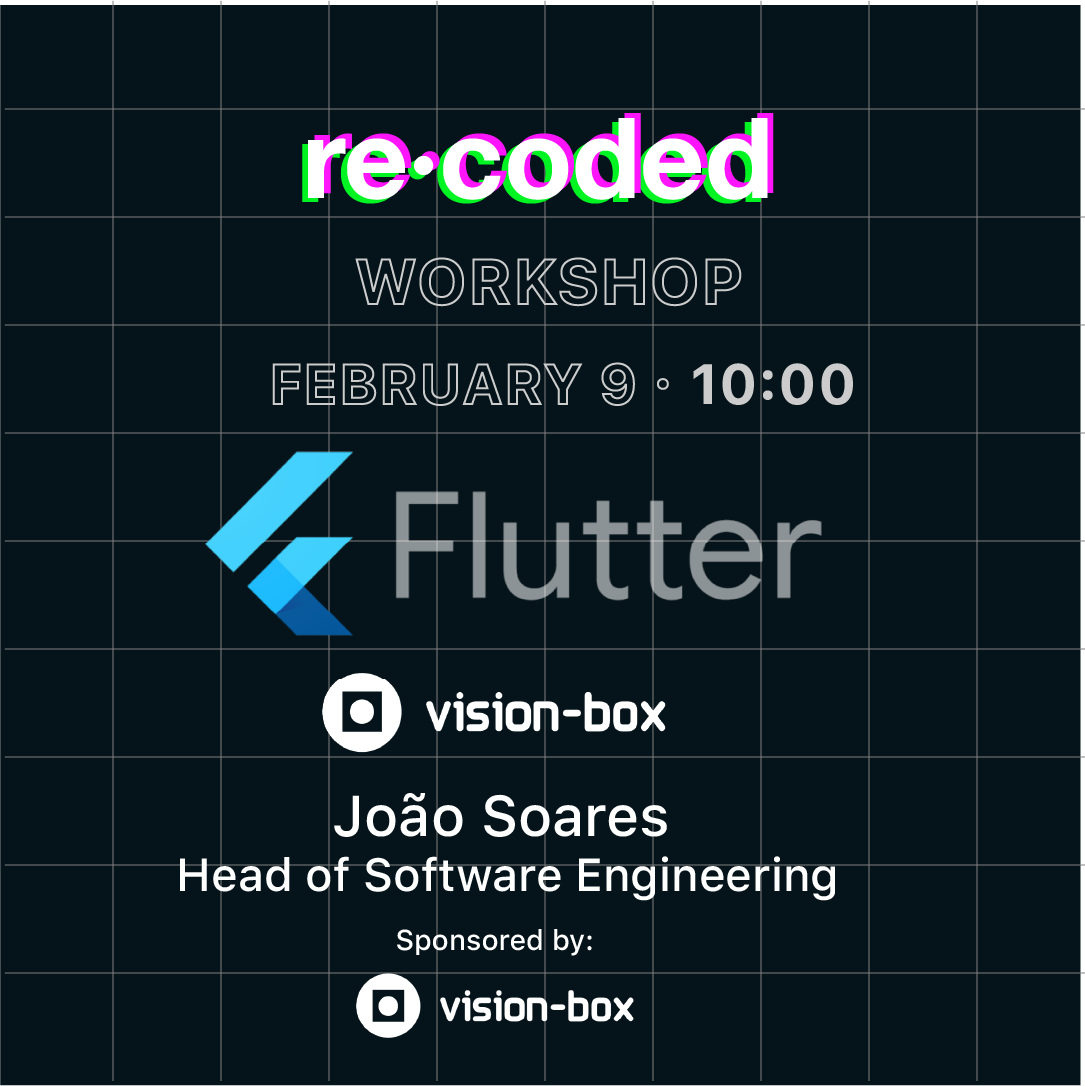 re·coded
WORKSHOP
FEBRUARY 9 · 10:00
Flutter
vision-box
João Soares
Head of Software Engineering
Sponsored by:
vision-box